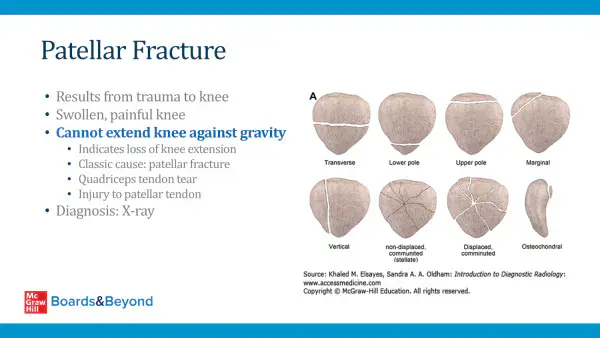 Patellar Fracture
• Results from trauma to knee
• Swollen, painful knee
• Cannot extend knee against gravity
• Indicates loss of knee extension
• Classic cause: patellar fracture
• Quadriceps tendon tear
• Injury to patellar tendon
• Diagnosis: X-ray
A
Transverse
Lower pole
Upper pole
Marginal
Vertical
non-displaced,
communited
(stellate)
Displaced,
comminuted
Osteochondral
Source: Khaled M. Elsayes, Sandra A. A. Oldham: Introduction to Diagnostic Radiology:
www.accessmedicine.com
Copyright © McGraw-Hill Education. All rights reserved.
Mc
Graw
Hill
Boards&Beyond